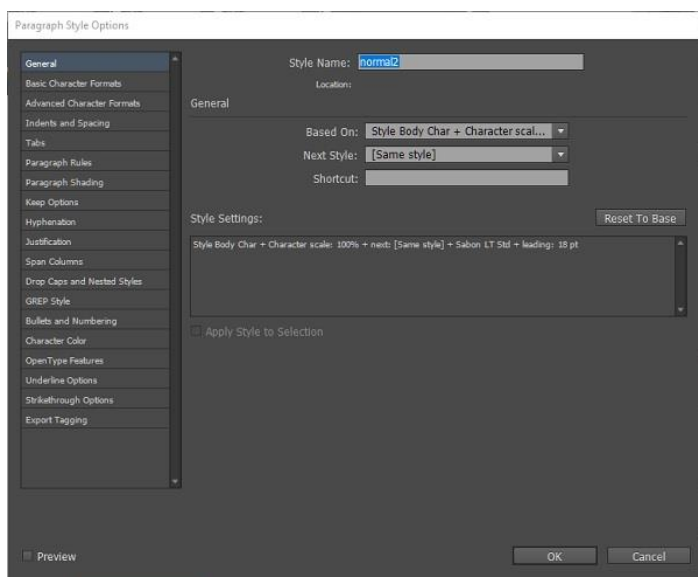 Paragraph Style Options
General
Basic Character Formats
Advanced Character Formats
Indents and Spacing
Tabs
Paragraph Rules
Paragraph Shading
Keep Options
Hyphenation
Justification
Span Columns
Drop Caps and Nested Styles
GREP Style
Bullets and Numbering
Character Color
OpenType Features
Underline Options
Strikethrough Options
Export Tagging
Style Name: normal2
Location:
General
Based On: Style Body Char + Character scal...
Next Style: [Same style]
Shortcut:
Style Settings: Reset To Base
Style Body Char + Character scale: 100% + next: [Same style] + Sabon LT Std + leading: 18 pt
Apply Style to Selection
Preview OK Cancel